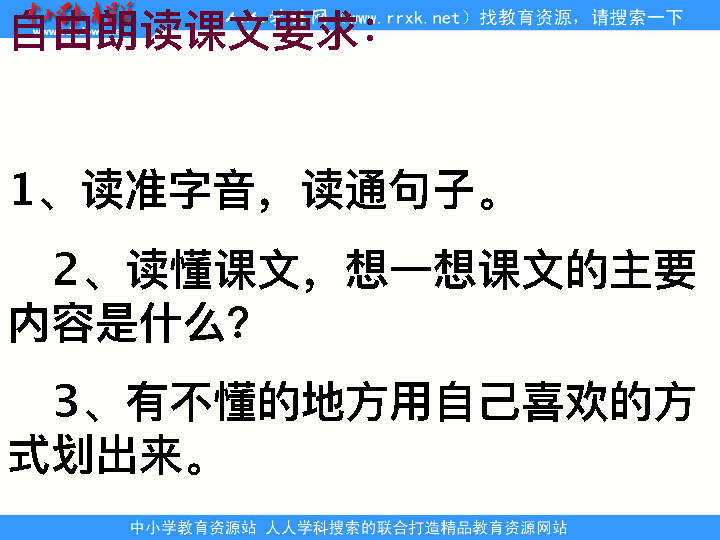 自由朗读课文要求：
www.rrxk.net）找教育资源，请搜索一下
1、读准字音，读通句子。
2、读懂课文，想一想课文的主要
内容是什么？
3、有不懂的地方用自己喜欢的方
式划出来。
中小学教育资源站 人人学科搜索的联合打造精品教育资源网站